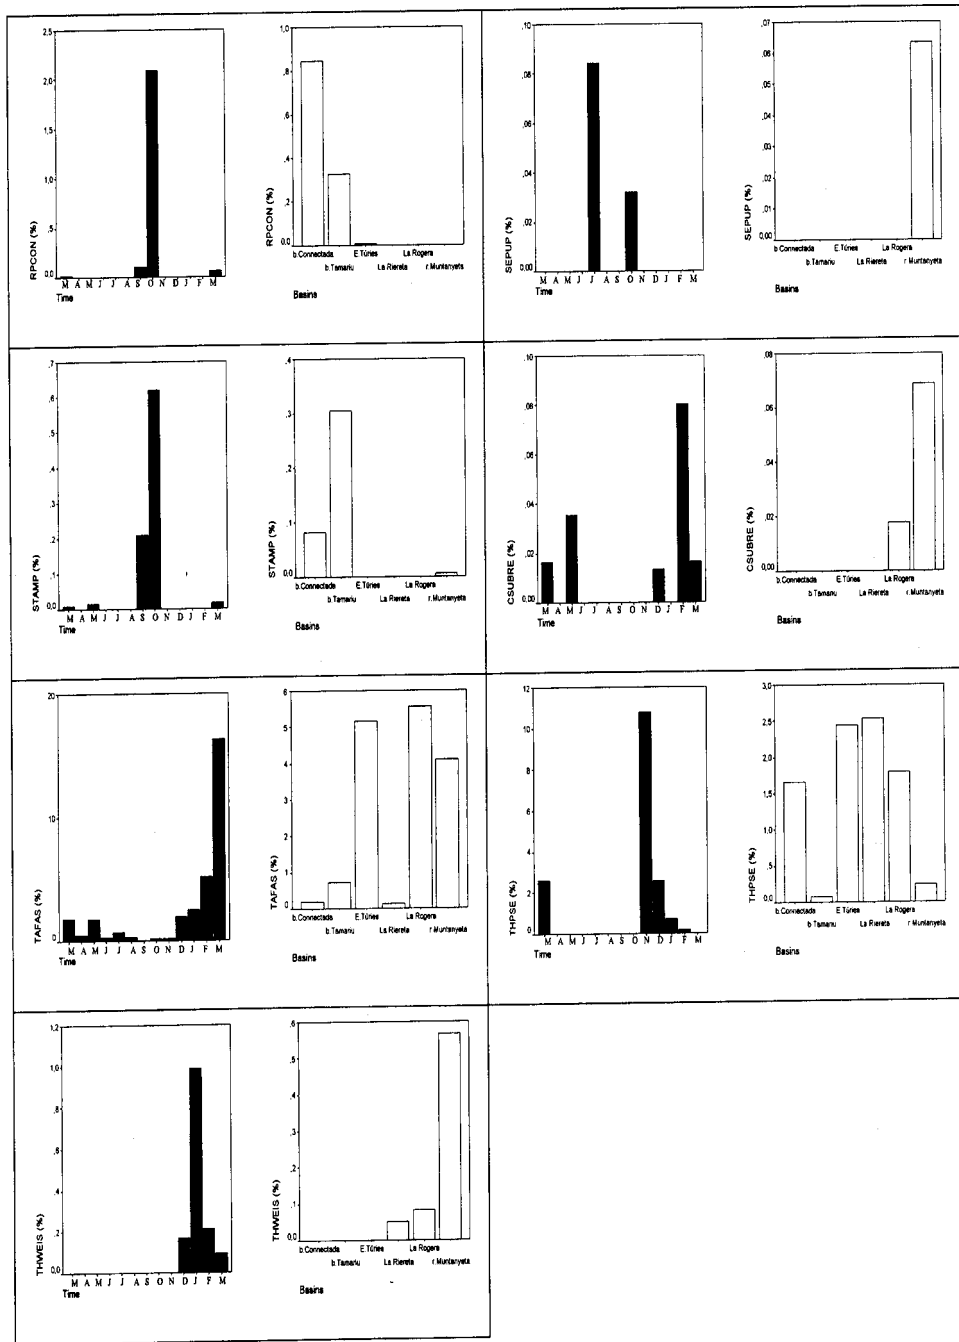 2,5
2,0
1,5
1,0
,5
0,0
RPCON (%)
M A M J J A S O N D J F M
Time
1,0
,8
,6
,4
,2
0,0
RPCON (%)
b.Connectada E.Túries La Rogera
b.Tamariu La Riereta r.Muntanyeta
Basins
,10
,08
,06
,04
,02
0,00
SEPUP (%)
M A M J J A S O N D J F M
Time
,07
,06
,05
,04
,03
,02
,01
0,00
SEPUP (%)
b.Connectada E.Túries La Rogera
b.Tamariu La Riereta r.Muntanyeta
Basins
,7
,6
,5
,4
,3
,2
,1
0,0
STAMP (%)
M A M J J A S O N D J F M
Time
,4
,3
,2
,1
0,0
STAMP (%)
b.Connectada E.Túries La Rogera
b.Tamariu La Riereta r.Muntanyeta
Basins
,10
,08
,06
,04
,02
0,00
CSUBRE (%)
M A M J J A S O N D J F M
Time
,08
,06
,04
,02
0,00
CSUBRE (%)
b.Connectada E.Túries La Rogera
b.Tamariu La Riereta r.Muntanyeta
Basins
20
10
0
TAFAS (%)
M A M J J A S O N D J F M
Time
6
5
4
3
2
1
0
TAFAS (%)
b.Connectada E.Túries La Rogera
b.Tamariu La Riereta r.Muntanyeta
Basins
12
10
8
6
4
2
0
THPSE (%)
M A M J J A S O N D J F M
Time
3,0
2,5
2,0
1,5
1,0
,5
0,0
THPSE (%)
b.Connectada E.Túries La Rogera
b.Tamariu La Riereta r.Muntanyeta
Basins
1,2
1,0
,8
,6
,4
,2
0,0
THWEIS (%)
M A M J J A S O N D J F M
Time
,6
,5
,4
,3
,2
,1
0,0
THWEIS (%)
b.Connectada E.Túries La Rogera
b.Tamariu La Riereta r.Muntanyeta
Basins